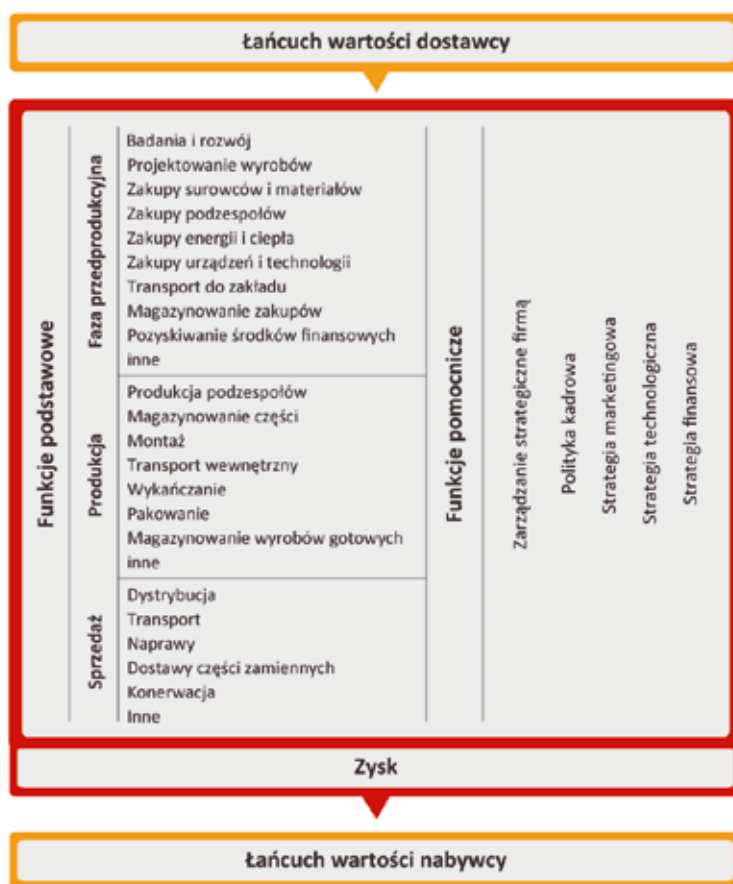 Łańcuch wartości dostawcy
Funkcje podstawowe
Faza przedprodukcyjna
Badania i rozwój
Projektowanie wyrobów
Zakupy surowców i materiałów
Zakupy podzespołów
Zakupy energii i ciepła
Zakupy urządzeń i technologii
Transport do zakładu
Magazynowanie zakupów
Pozyskiwanie środków finansowych
inne
Produkcja
Produkcja podzespołów
Magazynowanie części
Montaż
Transport wewnętrzny
Wykańczanie
Pakowanie
Magazynowanie wyrobów gotowych
inne
Sprzedaż
Dystrybucja
Transport
Naprawy
Dostawy części zamiennych
Konerwacja
Inne
Funkcje pomocnicze
Zarządzanie strategiczne firmą
Polityka kadrowa
Strategia marketingowa
Strategia technologiczna
Strategla finansowa
Zysk
Łańcuch wartości nabywcy